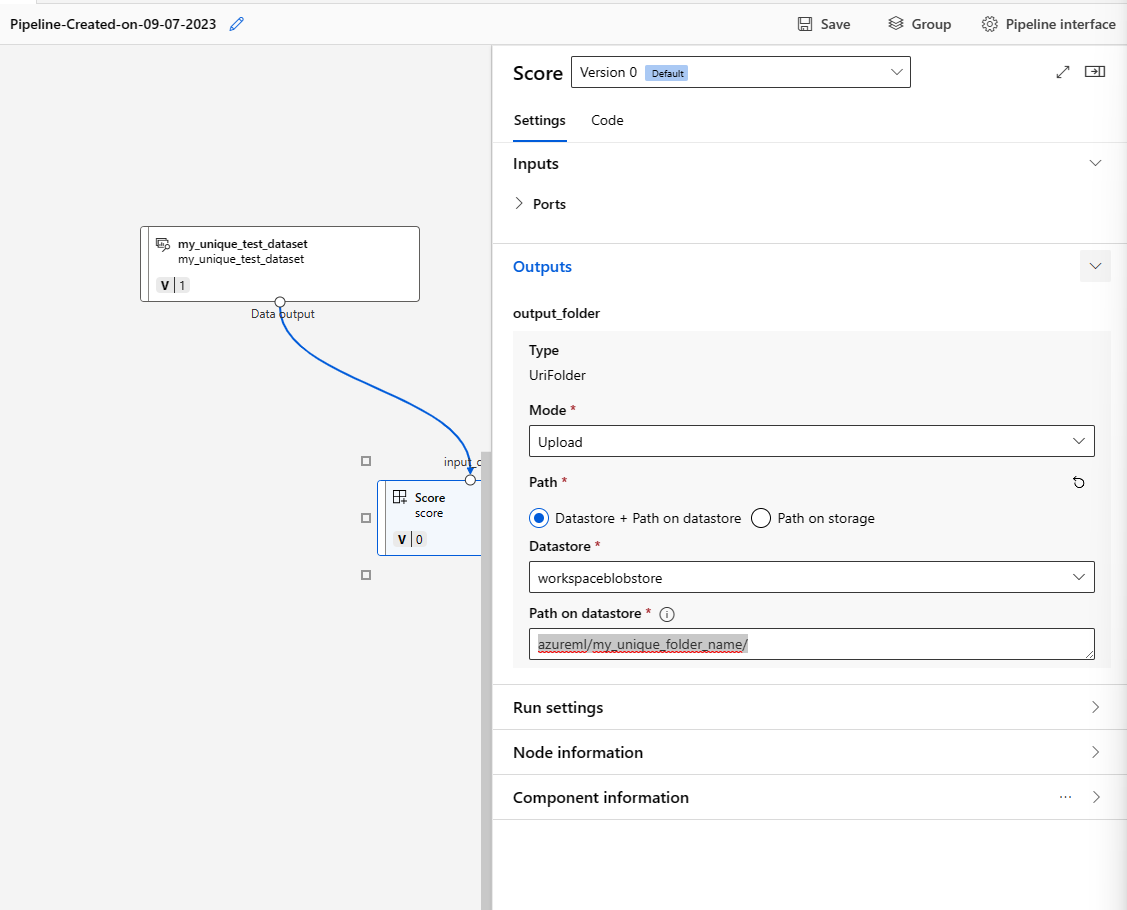 Pipeline-Created-on-09-07-2023
Save
Group
Pipeline interface
my_unique_test_dataset
my_unique_test_dataset
V | 1
Data output
input_
Score
score
V | 0
Score
Version 0 Default
Settings
Code
Inputs
Ports
Outputs
output_folder
Type
UriFolder
Mode *
Upload
Path *
Datastore + Path on datastore
Path on storage
Datastore *
workspaceblobstore
Path on datastore *
azureml/my_unique_folder_name/
Run settings
Node information
Component information